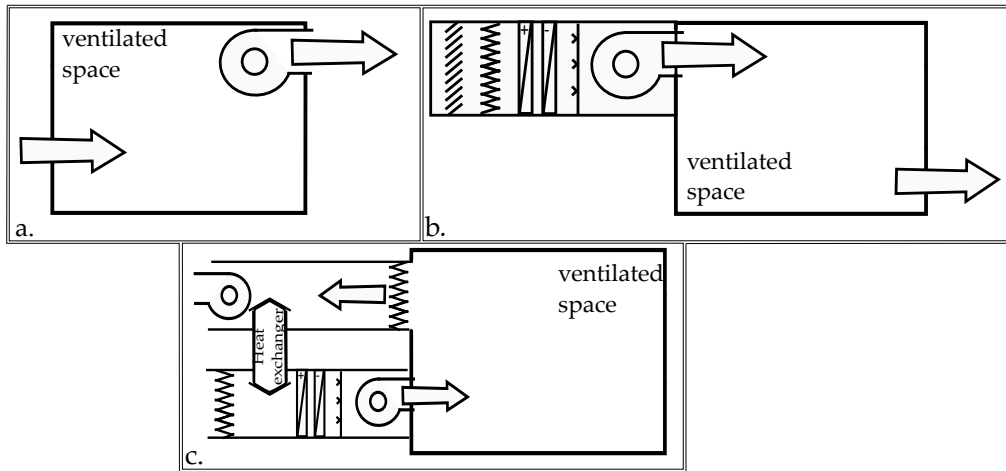 ventilated
space
a.
+ -
ventilated
space
b.
ventilated
space
Heat
exchanger
+ -
c.